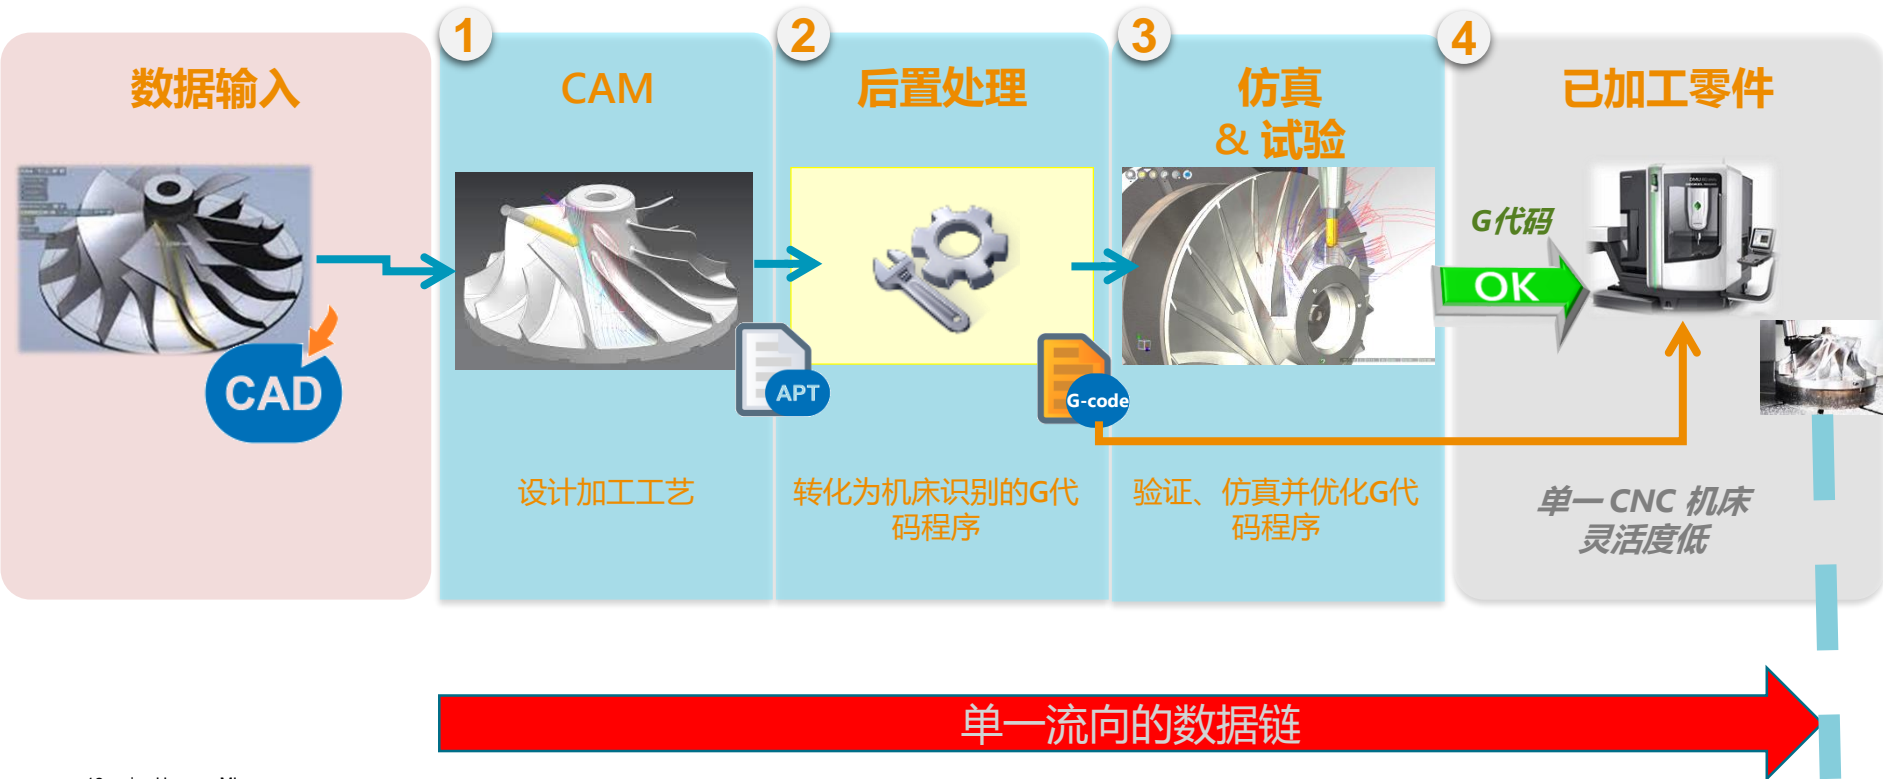 1
2
3
4
数据输入
CAM
后置处理
仿真
& 试验
已加工零件
G代码
OK
CAD
APT
G-code
设计加工工艺
转化为机床识别的G代
码程序
验证、仿真并优化G代
码程序
单一 CNC 机床
灵活度低
单一流向的数据链